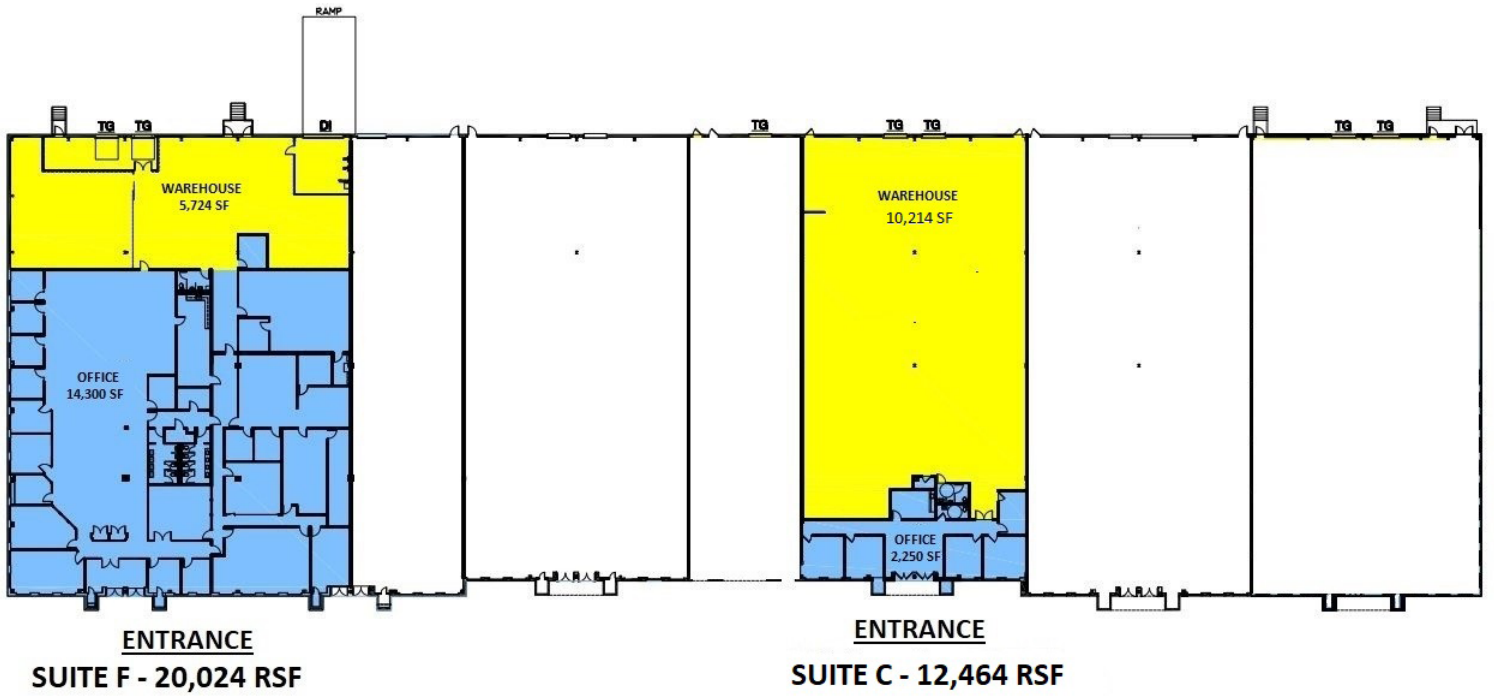 RAMP
TG TG
DI
TG
TG TG
TG TG
WAREHOUSE
5,724 SF
WAREHOUSE
10,214 SF
OFFICE
14,300 SF
OFFICE
2,250 SF
ENTRANCE
SUITE F - 20,024 RSF
ENTRANCE
SUITE C - 12,464 RSF